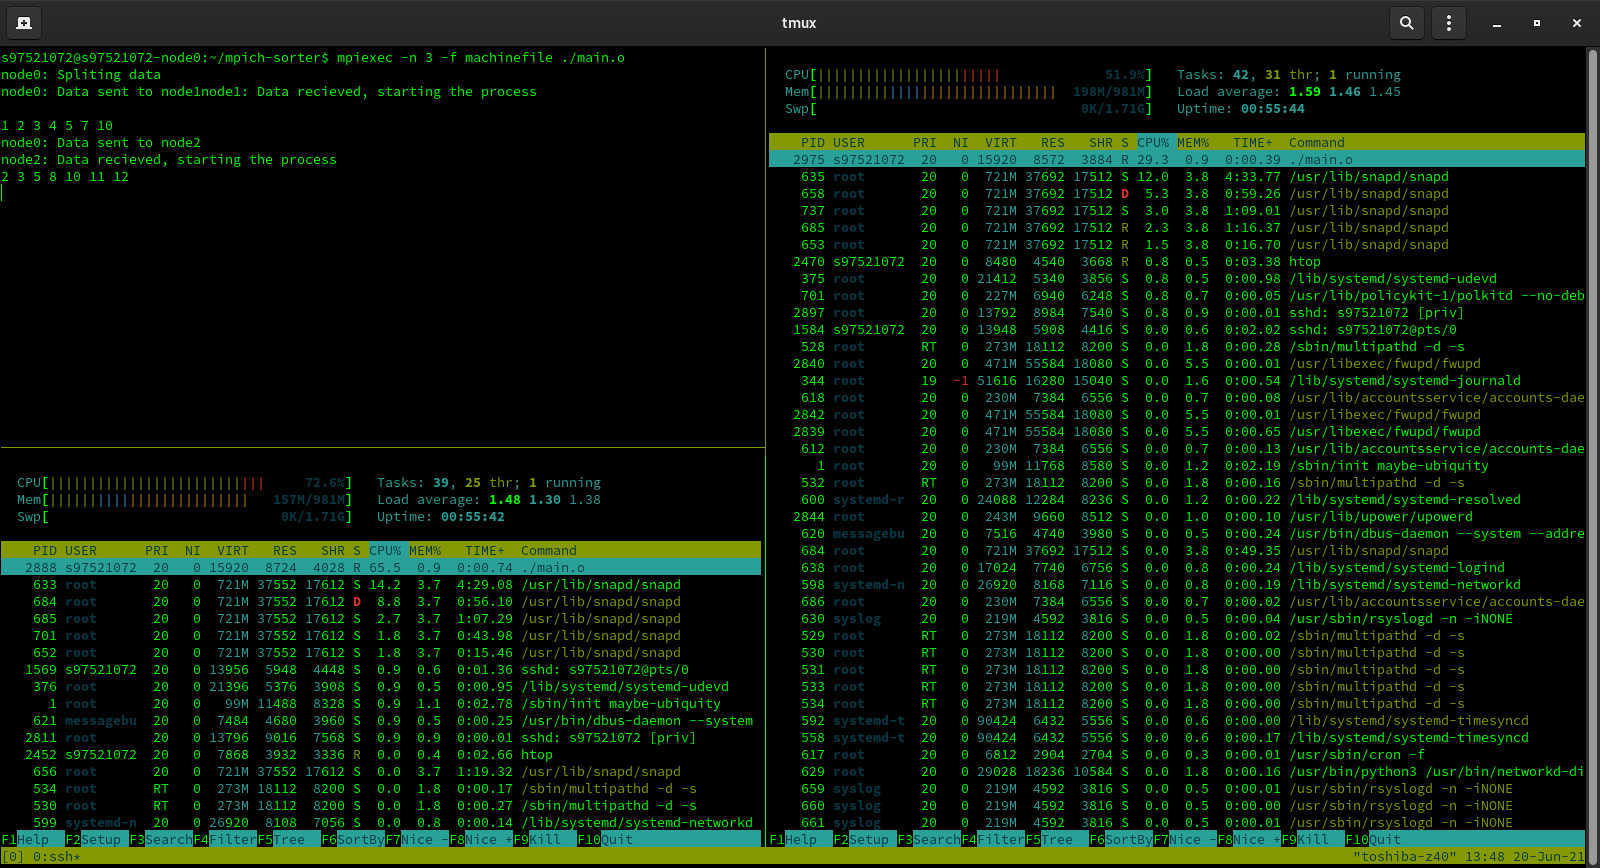 tmux
s97521072@s97521072-node0:~/mpich-sorter$ mpiexec -n 3 -f machinefile ./main.o
node0: Spliting data
node0: Data sent to node1node1: Data recieved, starting the process
1 2 3 4 5 7 10
node0: Data sent to node2
node2: Data recieved, starting the process
2 3 5 8 10 11 12
CPU[||||||||||||||||||||||||||| 72.6%] Tasks: 39, 25 thr; 1 running
Mem[||||||||||||||||||||||||| 157M/981M] Load average: 1.48 1.30 1.38
Swp[ 0K/1.71G] Uptime: 00:55:42
PID USER PRI NI VIRT RES SHR S CPU% MEM% TIME+ Command
2888 s97521072 20 0 15920 8724 4028 R 65.5 0.9 0:00.74 ./main.o
633 root 20 0 721M 37552 17612 S 14.2 3.7 4:29.08 /usr/lib/snapd/snapd
684 root 20 0 721M 37552 17612 D 8.8 3.7 0:56.10 /usr/lib/snapd/snapd
685 root 20 0 721M 37552 17612 S 2.7 3.7 1:07.29 /usr/lib/snapd/snapd
701 root 20 0 721M 37552 17612 S 1.8 3.7 0:43.98 /usr/lib/snapd/snapd
652 root 20 0 721M 37552 17612 S 1.8 3.7 0:15.46 /usr/lib/snapd/snapd
1569 s97521072 20 0 13956 5948 4448 S 0.9 0.6 0:01.36 sshd: s97521072@pts/0
376 root 20 0 21396 5376 3908 S 0.9 0.5 0:00.95 /lib/systemd/systemd-udevd
1 root 20 0 99M 11488 8328 S 0.9 1.1 0:02.78 /sbin/init maybe-ubiquity
621 messagebu 20 0 7484 4680 3960 S 0.9 0.5 0:00.25 /usr/bin/dbus-daemon --system
2811 root 20 0 13796 9016 7568 S 0.9 0.9 0:00.01 sshd: s97521072 [priv]
2452 s97521072 20 0 7868 3932 3336 R 0.0 0.4 0:02.66 htop
656 root 20 0 721M 37552 17612 S 0.0 3.7 1:19.32 /usr/lib/snapd/snapd
534 root RT 0 273M 18112 8200 S 0.0 1.8 0:00.17 /sbin/multipathd -d -s
530 root RT 0 273M 18112 8200 S 0.0 1.8 0:00.27 /sbin/multipathd -d -s
599 systemd-n 20 0 26920 8108 7056 S 0.0 0.8 0:00.14 /lib/systemd/systemd-networkd
F1Help F2Setup F3SearchF4FilterF5Tree F6SortByF7Nice -F8Nice +F9Kill F10Quit
CPU[||||||||||||||||||||||| 51.9%] Tasks: 42, 31 thr; 1 running
Mem[|||||||||||||||||||||||||||||| 198M/981M] Load average: 1.59 1.46 1.45
Swp[ 0K/1.71G] Uptime: 00:55:44
PID USER PRI NI VIRT RES SHR S CPU% MEM% TIME+ Command
2975 s97521072 20 0 15920 8572 3884 R 29.3 0.9 0:00.39 ./main.o
635 root 20 0 721M 37692 17512 S 12.0 3.8 4:33.77 /usr/lib/snapd/snapd
658 root 20 0 721M 37692 17512 D 5.3 3.8 0:59.26 /usr/lib/snapd/snapd
737 root 20 0 721M 37692 17512 S 3.0 3.8 1:09.01 /usr/lib/snapd/snapd
685 root 20 0 721M 37692 17512 R 2.3 3.8 1:16.37 /usr/lib/snapd/snapd
653 root 20 0 721M 37692 17512 R 1.5 3.8 0:16.70 /usr/lib/snapd/snapd
2470 s97521072 20 0 8480 4540 3668 R 0.8 0.5 0:03.38 htop
375 root 20 0 21412 5340 3856 S 0.8 0.5 0:00.98 /lib/systemd/systemd-udevd
701 root 20 0 227M 6940 6248 S 0.8 0.7 0:00.05 /usr/lib/policykit-1/polkitd --no-deb
2897 root 20 0 13792 8984 7540 S 0.8 0.9 0:00.01 sshd: s97521072 [priv]
1584 s97521072 20 0 13948 5908 4416 S 0.0 0.6 0:02.02 sshd: s97521072@pts/0
528 root RT 0 273M 18112 8200 S 0.0 1.8 0:00.28 /sbin/multipathd -d -s
2840 root 20 0 471M 55584 18080 S 0.0 5.5 0:00.01 /usr/libexec/fwupd/fwupd
344 root 19 -1 51616 16280 15040 S 0.0 1.6 0:00.54 /lib/systemd/systemd-journald
618 root 20 0 230M 7384 6556 S 0.0 0.7 0:00.08 /usr/lib/accountsservice/accounts-dae
2842 root 20 0 471M 55584 18080 S 0.0 5.5 0:00.01 /usr/libexec/fwupd/fwupd
2839 root 20 0 471M 55584 18080 S 0.0 5.5 0:00.65 /usr/libexec/fwupd/fwupd
612 root 20 0 230M 7384 6556 S 0.0 0.7 0:00.13 /usr/lib/accountsservice/accounts-dae
1 root 20 0 99M 11768 8580 S 0.0 1.2 0:02.19 /sbin/init maybe-ubiquity
532 root RT 0 273M 18112 8200 S 0.0 1.8 0:00.16 /sbin/multipathd -d -s
600 systemd-r 20 0 24088 12284 8236 S 0.0 1.2 0:00.22 /lib/systemd/systemd-resolved
2844 root 20 0 243M 9660 8512 S 0.0 1.0 0:00.10 /usr/lib/upower/upowerd
620 messagebu 20 0 7516 4740 3980 S 0.0 0.5 0:00.24 /usr/bin/dbus-daemon --system --addre
684 root 20 0 721M 37692 17512 S 0.0 3.8 0:49.35 /usr/lib/snapd/snapd
638 root 20 0 17024 7740 6756 S 0.0 0.8 0:00.24 /lib/systemd/systemd-logind
598 systemd-n 20 0 26920 8168 7116 S 0.0 0.8 0:00.19 /lib/systemd/systemd-networkd
686 root 20 0 230M 7384 6556 S 0.0 0.7 0:00.02 /usr/lib/accountsservice/accounts-dae
630 syslog 20 0 219M 4592 3816 S 0.0 0.5 0:00.04 /usr/sbin/rsyslogd -n -iNONE
529 root RT 0 273M 18112 8200 S 0.0 1.8 0:00.02 /sbin/multipathd -d -s
530 root RT 0 273M 18112 8200 S 0.0 1.8 0:00.00 /sbin/multipathd -d -s
531 root RT 0 273M 18112 8200 S 0.0 1.8 0:00.00 /sbin/multipathd -d -s
533 root RT 0 273M 18112 8200 S 0.0 1.8 0:00.00 /sbin/multipathd -d -s
534 root RT 0 273M 18112 8200 S 0.0 1.8 0:00.00 /sbin/multipathd -d -s
592 systemd-t 20 0 90424 6432 5556 S 0.0 0.6 0:00.00 /lib/systemd/systemd-timesyncd
558 systemd-t 20 0 90424 6432 5556 S 0.0 0.6 0:00.17 /lib/systemd/systemd-timesyncd
617 root 20 0 6812 2904 2704 S 0.0 0.3 0:00.01 /usr/sbin/cron -f
629 root 20 0 29028 18236 10584 S 0.0 1.8 0:00.16 /usr/bin/python3 /usr/bin/networkd-di
659 syslog 20 0 219M 4592 3816 S 0.0 0.5 0:00.01 /usr/sbin/rsyslogd -n -iNONE
660 syslog 20 0 219M 4592 3816 S 0.0 0.5 0:00.00 /usr/sbin/rsyslogd -n -iNONE
661 syslog 20 0 219M 4592 3816 S 0.0 0.5 0:00.01 /usr/sbin/rsyslogd -n -iNONE
F1Help F2Setup F3SearchF4FilterF5Tree F6SortByF7Nice -F8Nice +F9Kill F10Quit
[0] 0:ssh* "toshiba-z40" 13:48 20-Jun-21